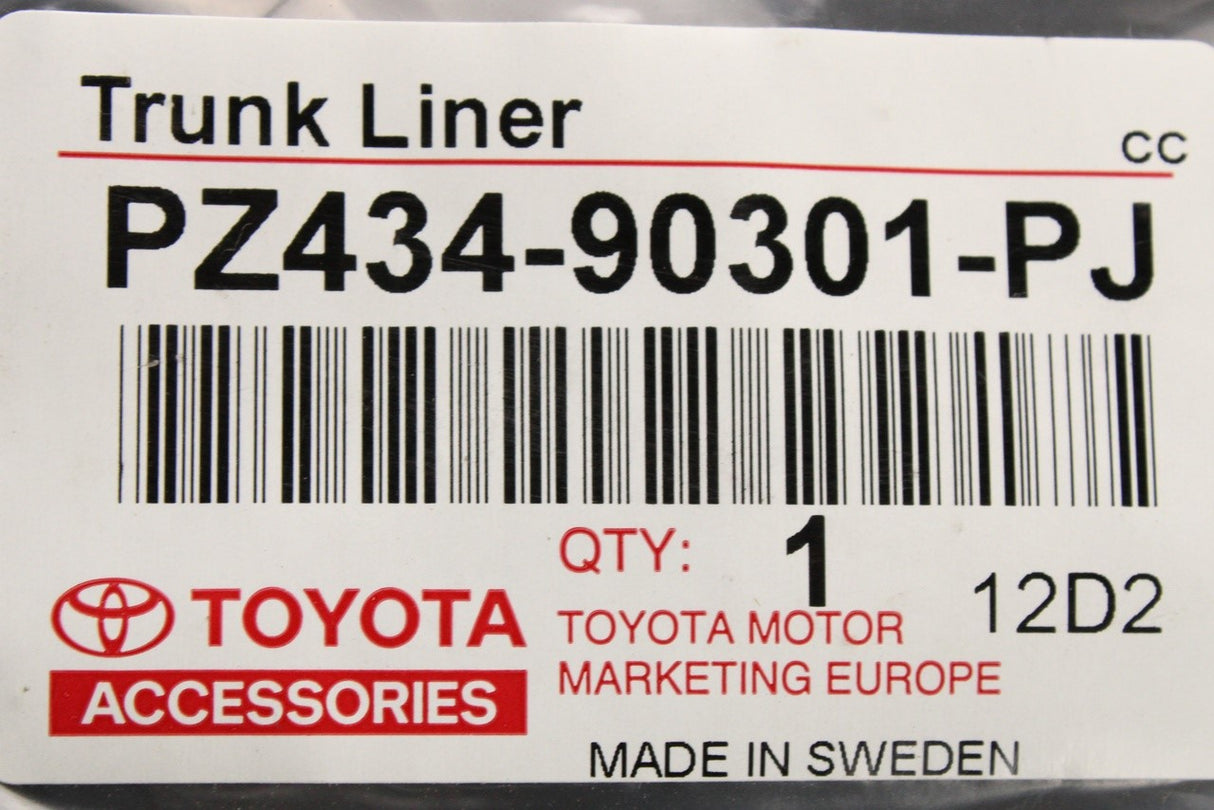 Trunk Liner
CC
PZ434-90301-PJ
QTY: 1
12D2
TOYOTA
TOYOTA MOTOR
MARKETING EUROPE
ACCESSORIES
MADE IN SWEDEN